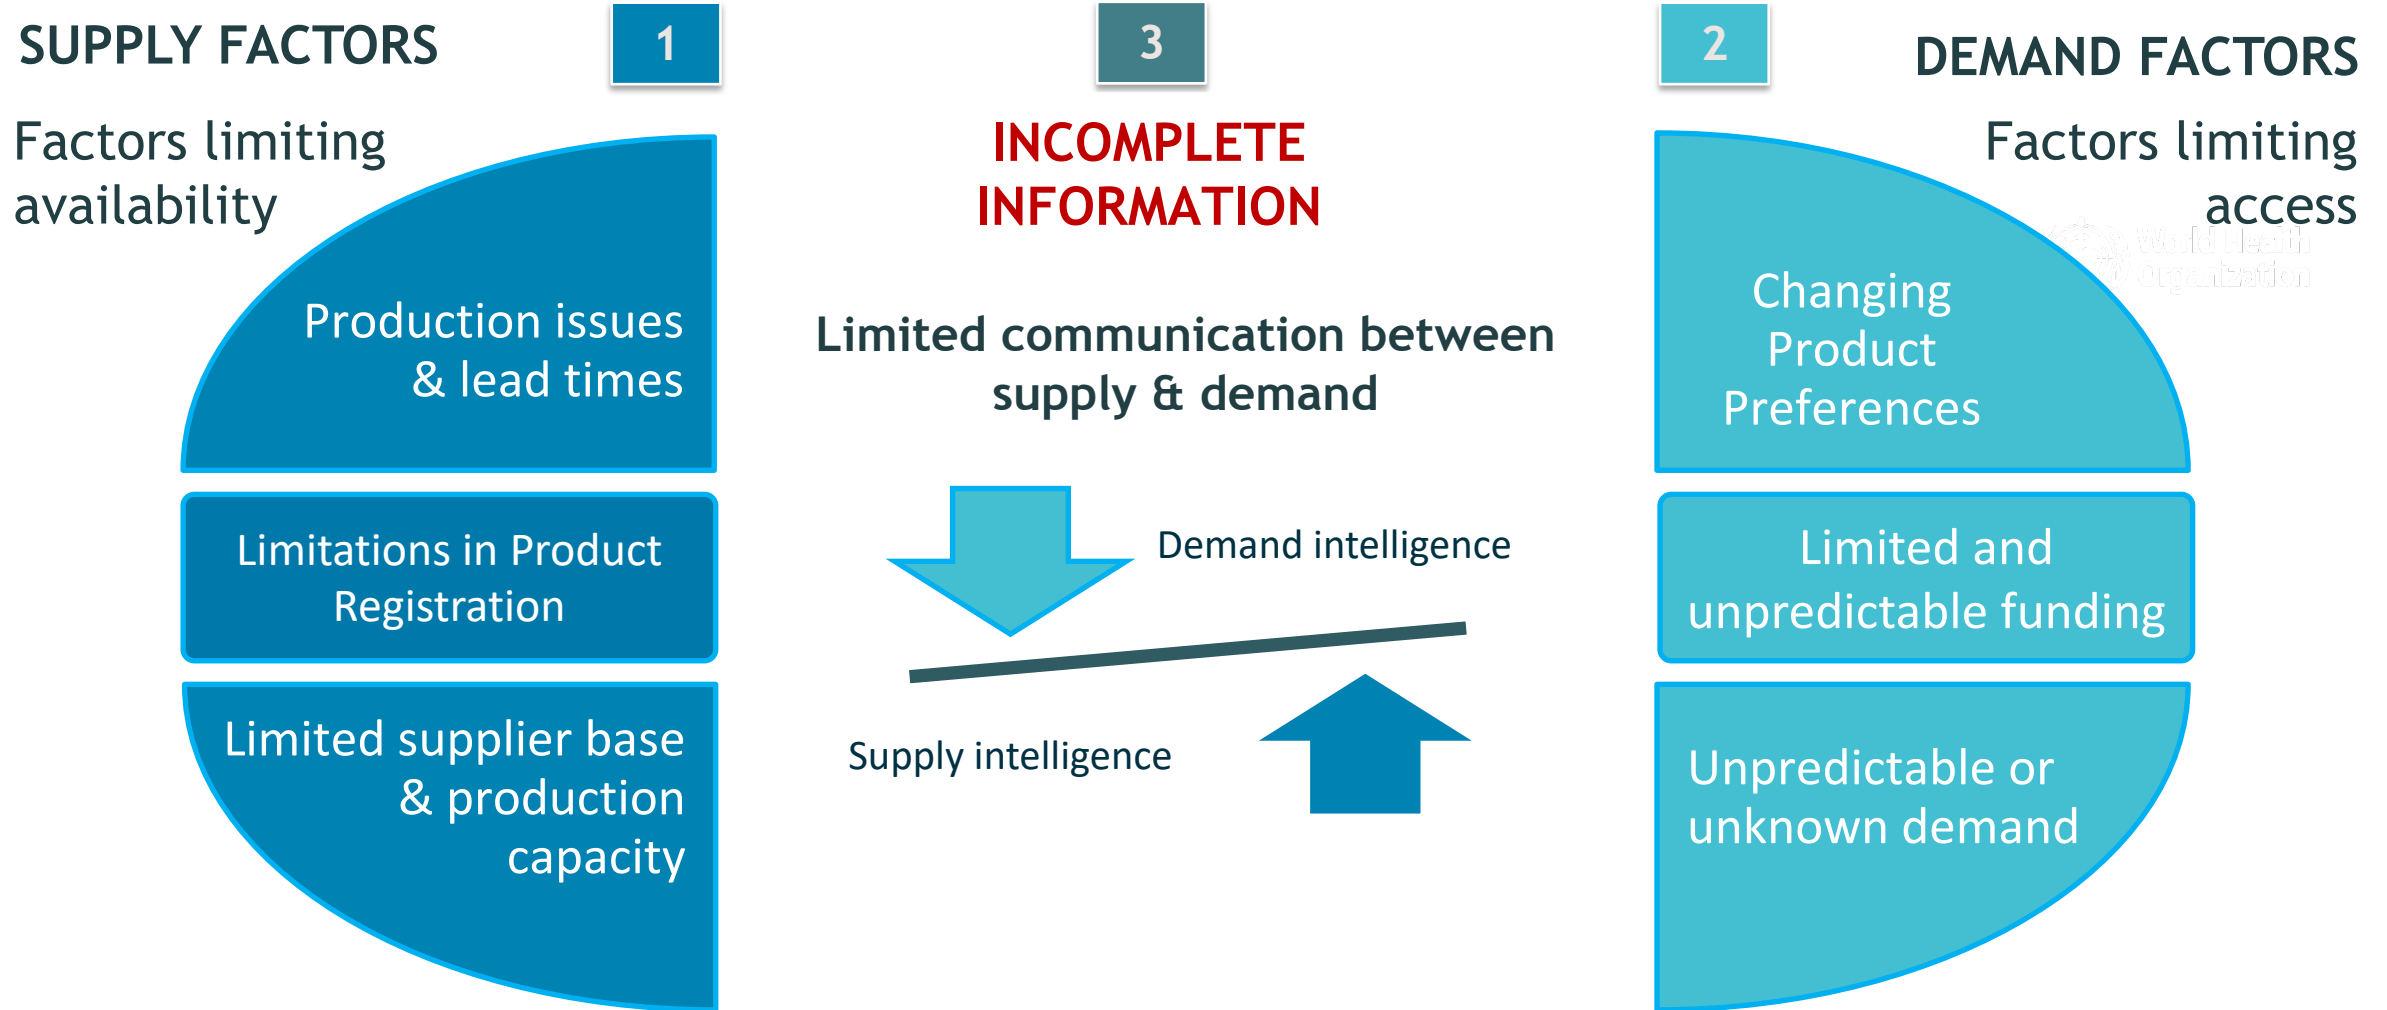 SUPPLY FACTORS
1
Factors limiting
availability
Production issues
& lead times
Limitations in Product
Registration
Limited supplier base
& production
capacity
3
INCOMPLETE
INFORMATION
Limited communication between
supply & demand
Demand intelligence
Supply intelligence
2
DEMAND FACTORS
Factors limiting
access
World Health
Organization
Changing
Product
Preferences
Limited and
unpredictable funding
Unpredictable or
unknown demand